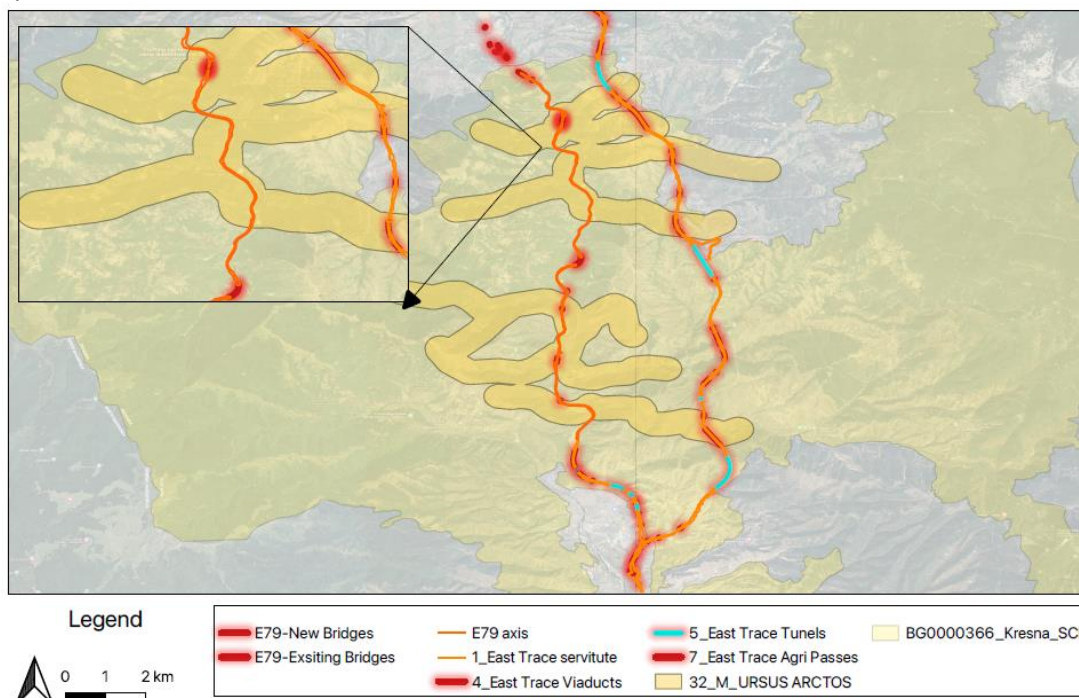 Legend
0 1 2 km
E79-New Bridges
E79-Exsiting Bridges
E79 axis
1_East Trace servitute
4_East Trace Viaducts
5_East Trace Tunels
7_East Trace Agri Passes
32_M_URSUS ARCTOS
BG0000366_Kresna_SC